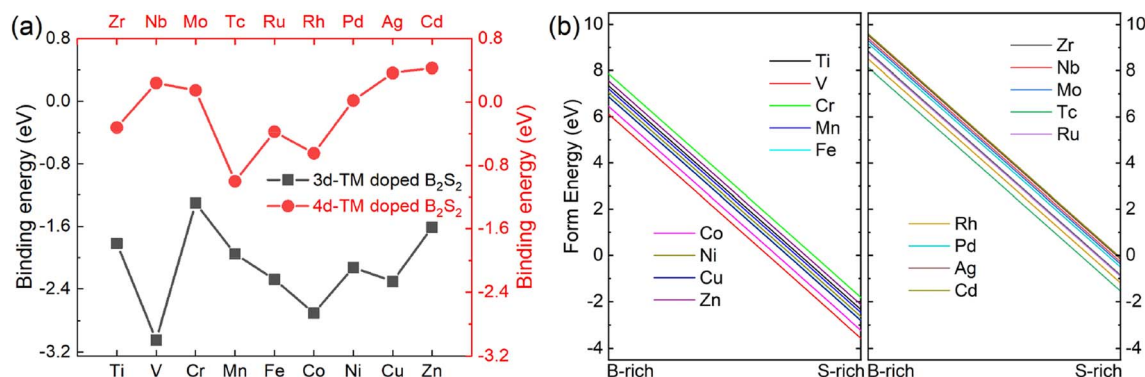 (a)
Zr Nb Mo Tc Ru Rh Pd Ag Cd
0.8
0.0
-0.8
-1.6
-2.4
-3.2
Binding energy (eV)
3d-TM doped B₂S₂
4d-TM doped B₂S₂
0.8
0.0
-0.8
-1.6
-2.4
-3.2
Binding energy (eV)
Ti V Cr Mn Fe Co Ni Cu Zn
(b)
10
8
6
4
2
0
-2
-4
Form Energy (eV)
Ti
V
Cr
Mn
Fe
Co
Ni
Cu
Zn
B-rich S-rich
Zr
Nb
Mo
Tc
Ru
Rh
Pd
Ag
Cd
10
8
6
4
2
0
-2
-4
B-rich S-rich